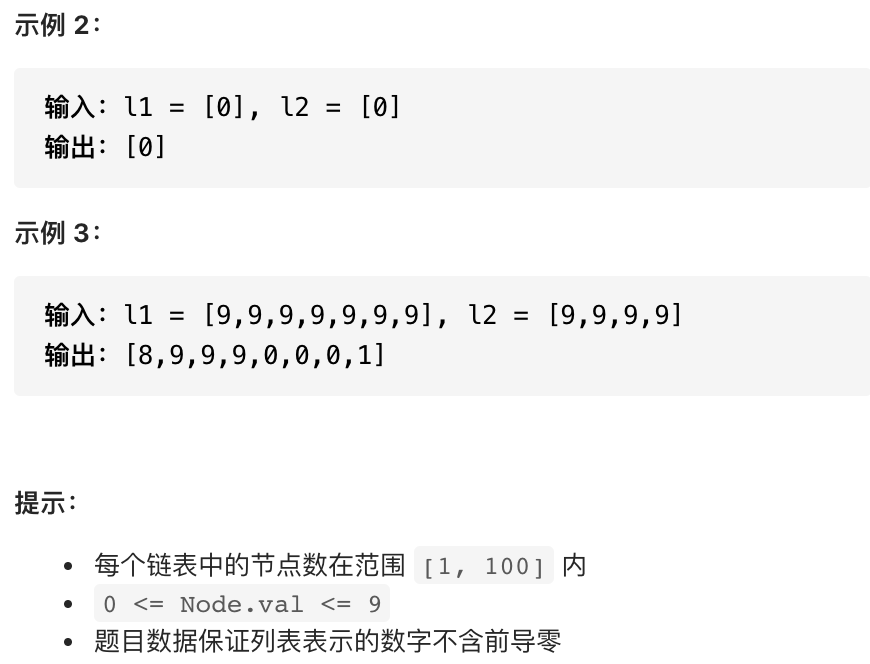 示例 2：
输入：l1 = [0], l2 = [0]
输出：[0]
示例 3：
输入：l1 = [9,9,9,9,9,9,9], l2 = [9,9,9,9]
输出：[8,9,9,9,0,0,0,1]
提示：
• 每个链表中的节点数在范围 [1, 100] 内
• 0 <= Node.val <= 9
• 题目数据保证列表表示的数字不含前导零